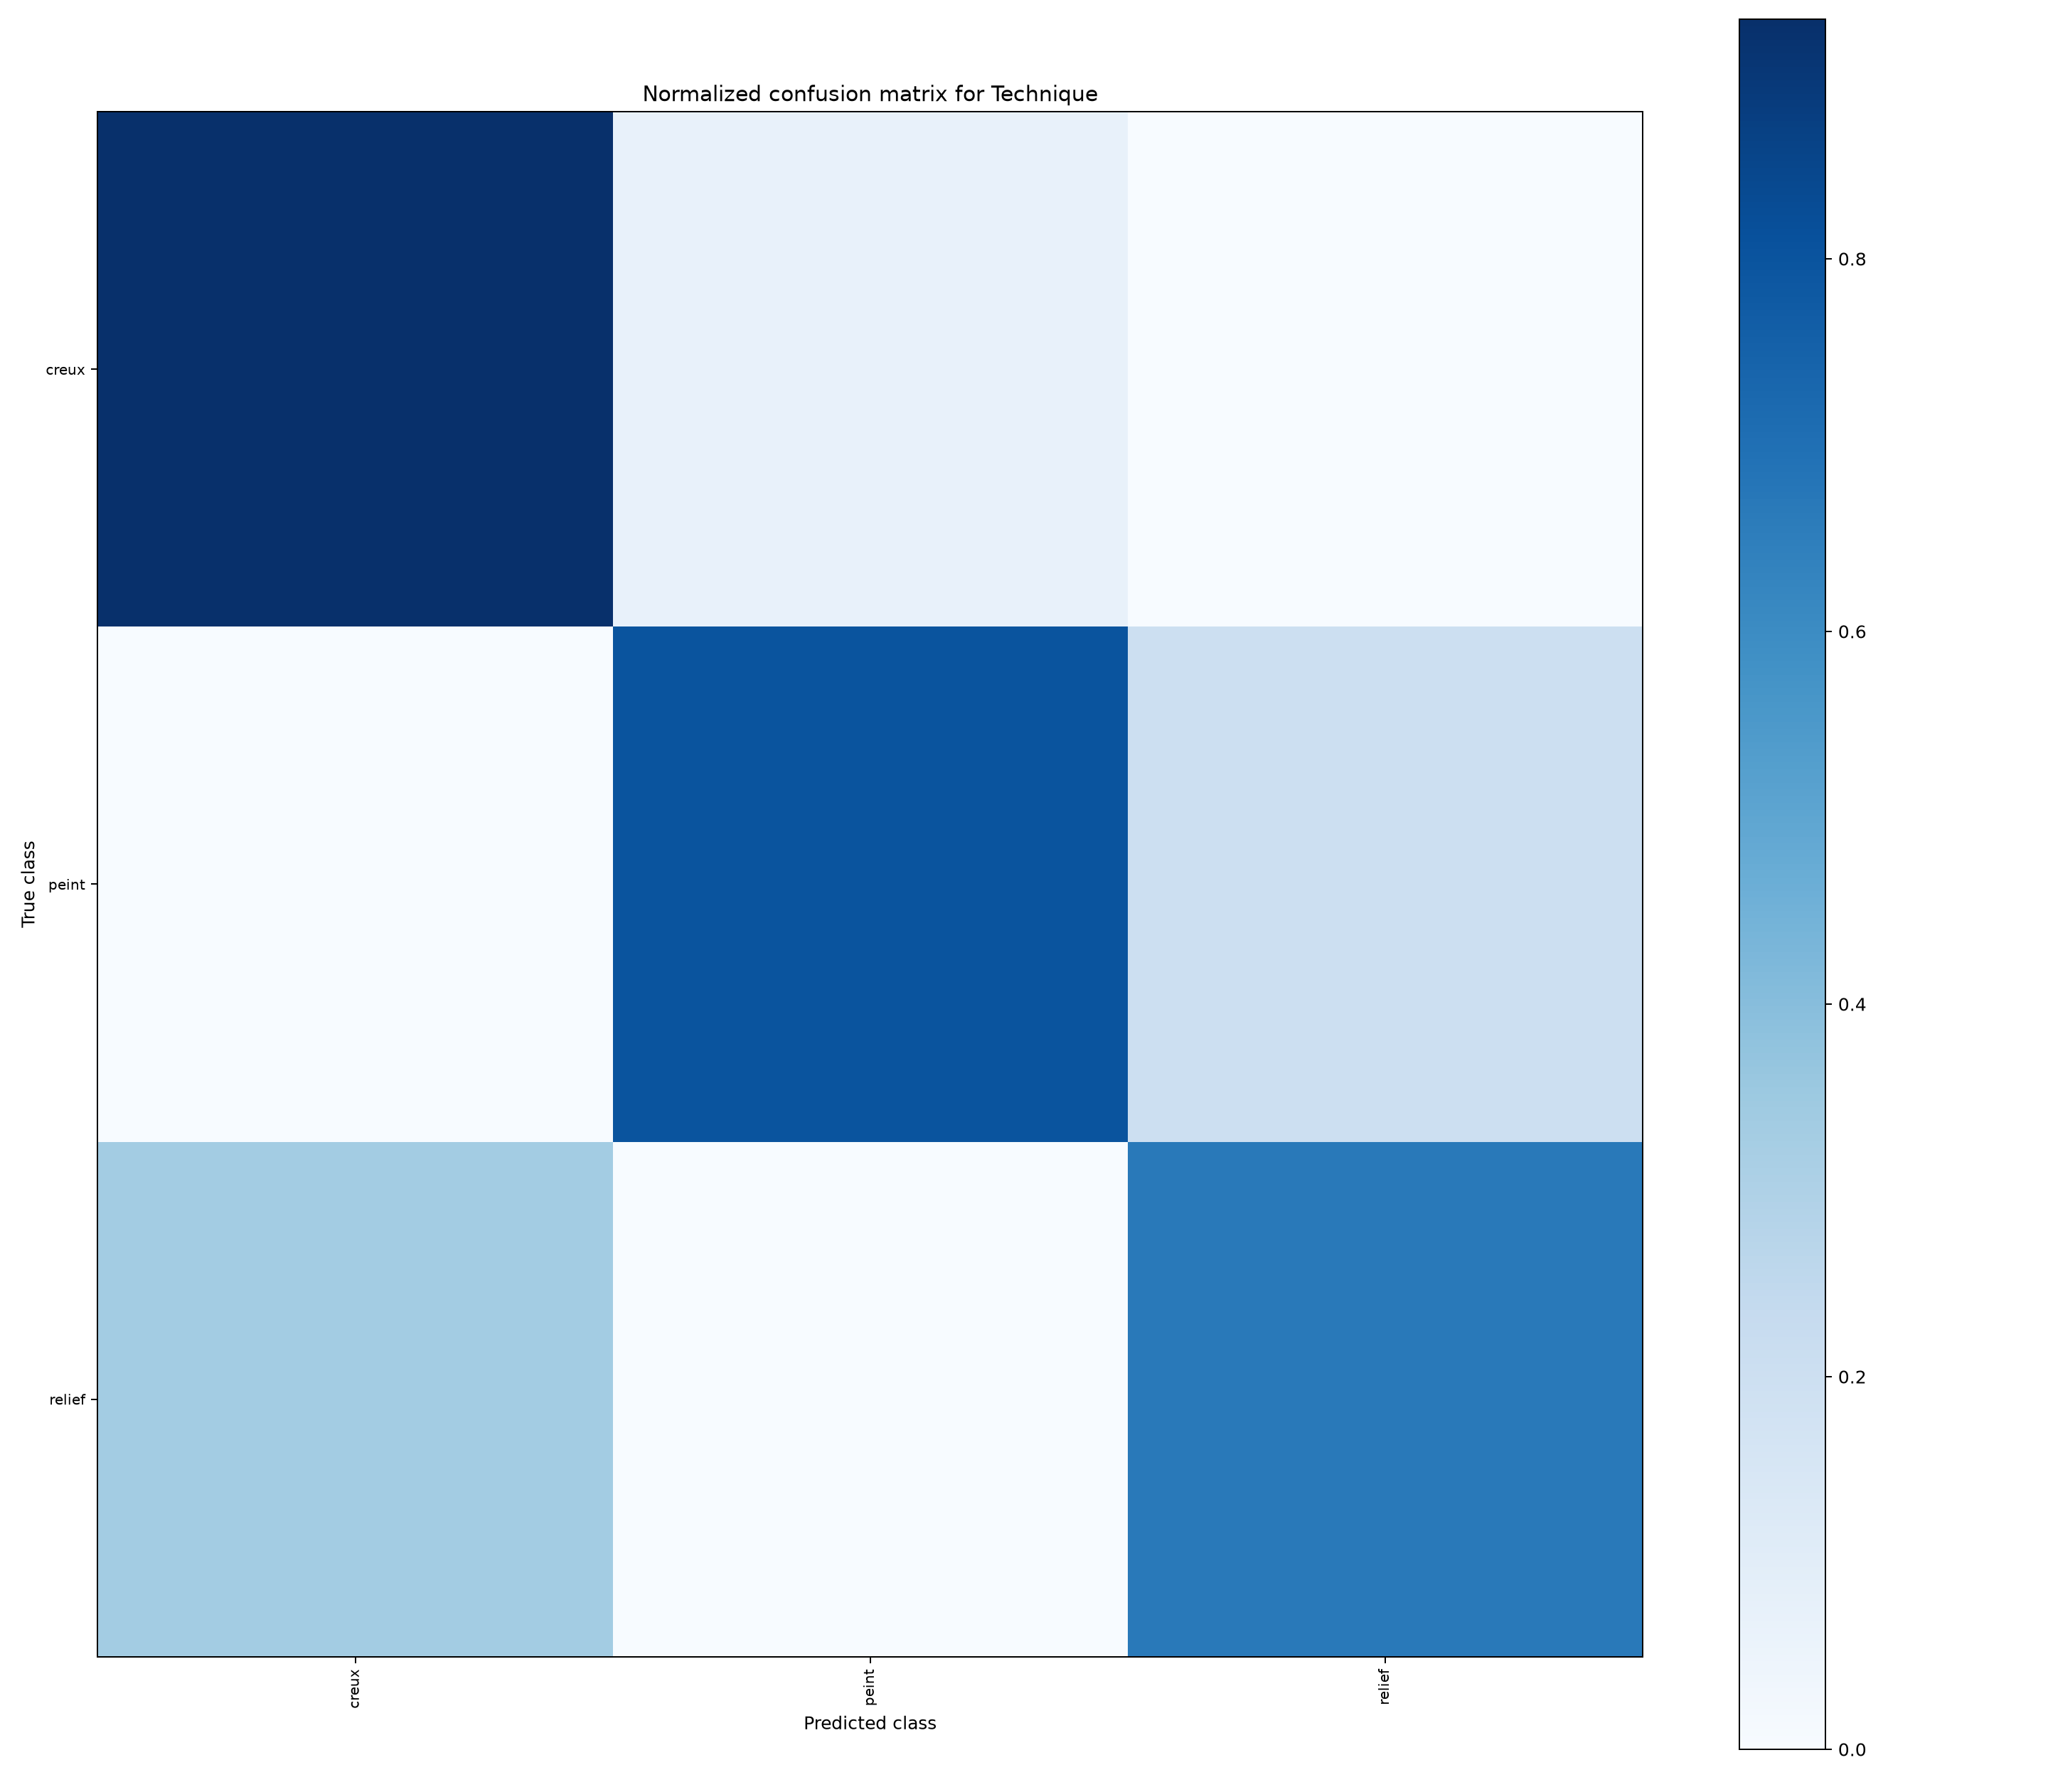 Normalized confusion matrix for Technique
True class
creux
peint
relief
creux
peint
relief
Predicted class
0.8
0.6
0.4
0.2
0.0